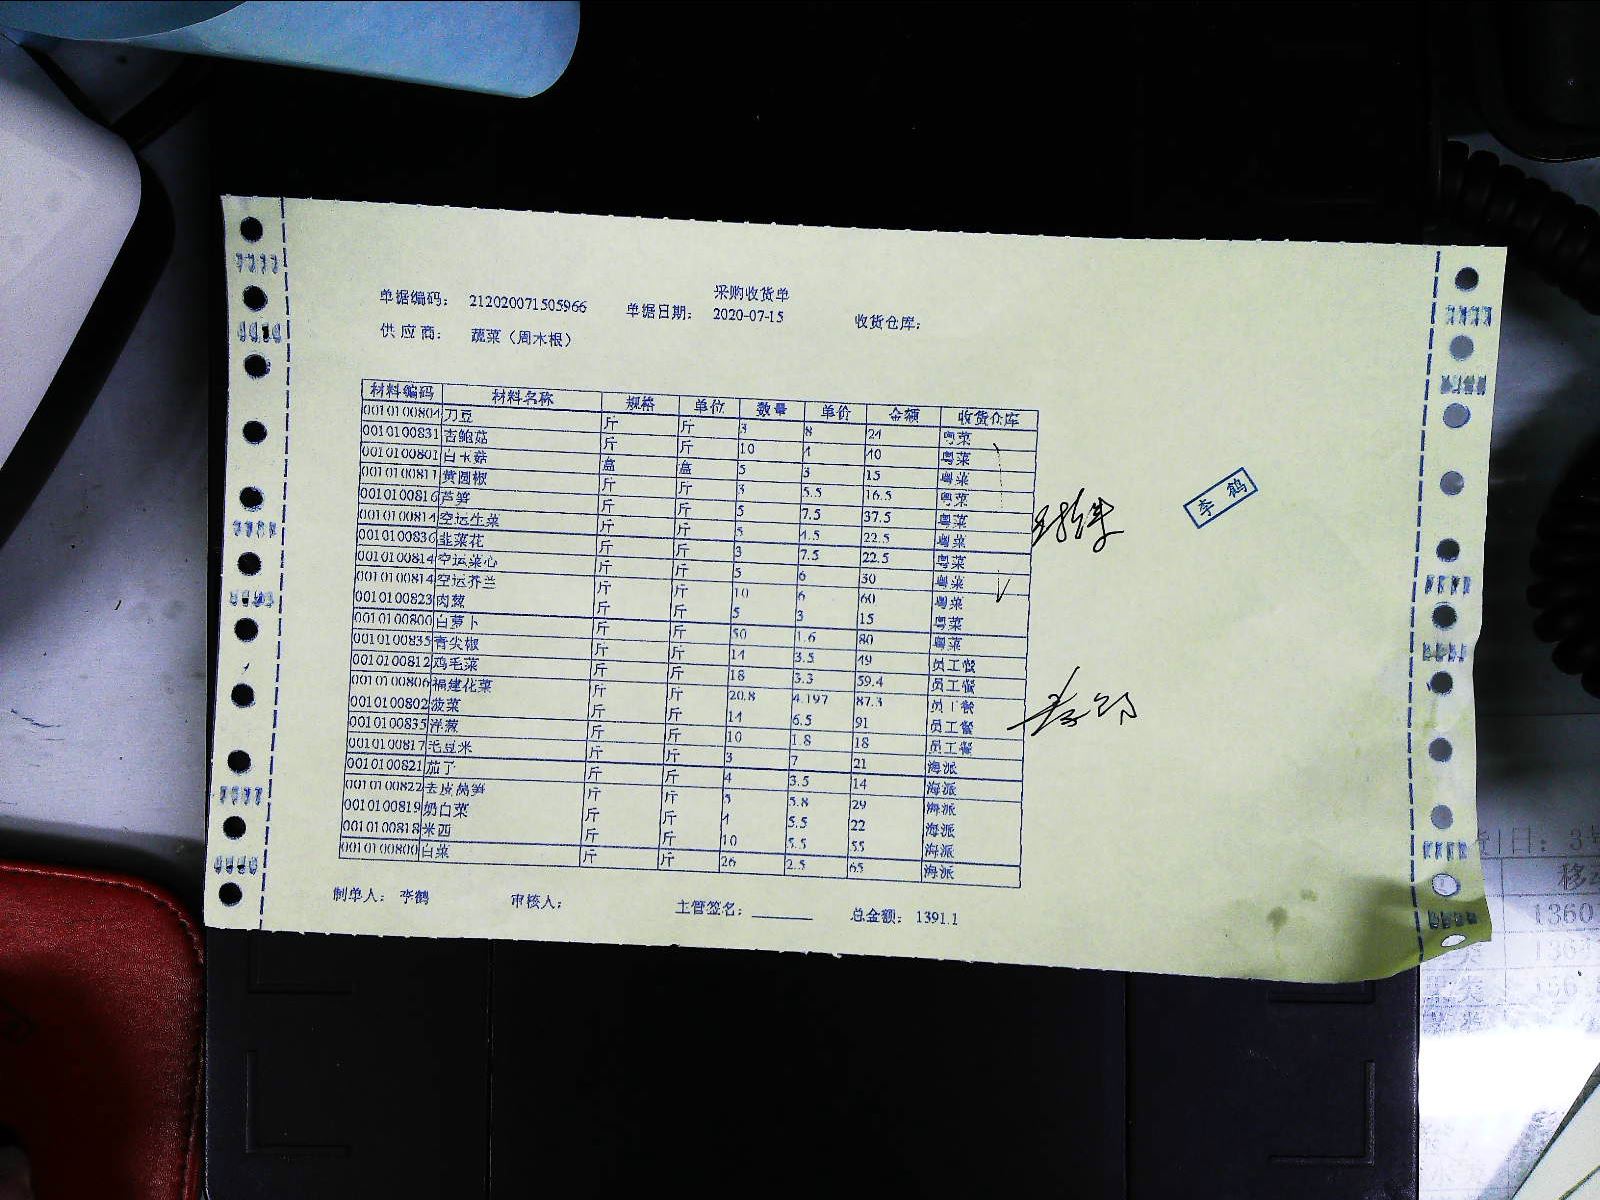 采购收货单
单据编码： 212020071505966 单据日期： 2020-07-15 收货仓库：
供 应 商： 蔬菜（周木根）
材料编码 材料名称 规格 单位 数量 单价 金额 收货仓库
0010100804 刀豆 斤 斤 3 8 24 粤菜
0010100831 杏鲍菇 斤 斤 10 4 40 粤菜
0010100801 白玉菇 盒 盒 5 3 15 粤菜
0010100811 黄圆椒 斤 斤 3 5.5 16.5 粤菜
0010100816 芦笋 斤 斤 5 7.5 37.5 粤菜
0010100814 空运生菜 斤 斤 5 4.5 22.5 粤菜
0010100836 韭菜花 斤 斤 3 7.5 22.5 粤菜
0010100814 空运菜心 斤 斤 5 6 30 粤菜
0010100814 空运芥兰 斤 斤 10 6 60 粤菜
0010100823 肉葱 斤 斤 5 3 15 粤菜
0010100800 白萝卜 斤 斤 50 1.6 80 粤菜
0010100835 青尖椒 斤 斤 14 3.5 49 员工餐
0010100812 鸡毛菜 斤 斤 18 3.3 59.4 员工餐
0010100806 福建花菜 斤 斤 20.8 4.197 87.3 员工餐
0010100802 菠菜 斤 斤 14 6.5 91 员工餐
0010100835 洋葱 斤 斤 10 1.8 18 员工餐
0010100817 毛豆米 斤 斤 3 7 21 海派
0010100821 茄子 斤 斤 4 3.5 14 海派
0010100822 去皮莴笋 斤 斤 5 5.8 29 海派
0010100819 奶白菜 斤 斤 4 5.5 22 海派
0010100818 米西 斤 斤 10 5.5 55 海派
0010100800 白菜 斤 斤 26 2.5 65 海派
李鹤
制单人： 李鹤 审核人： 主管签名： 总金额： 1391.1